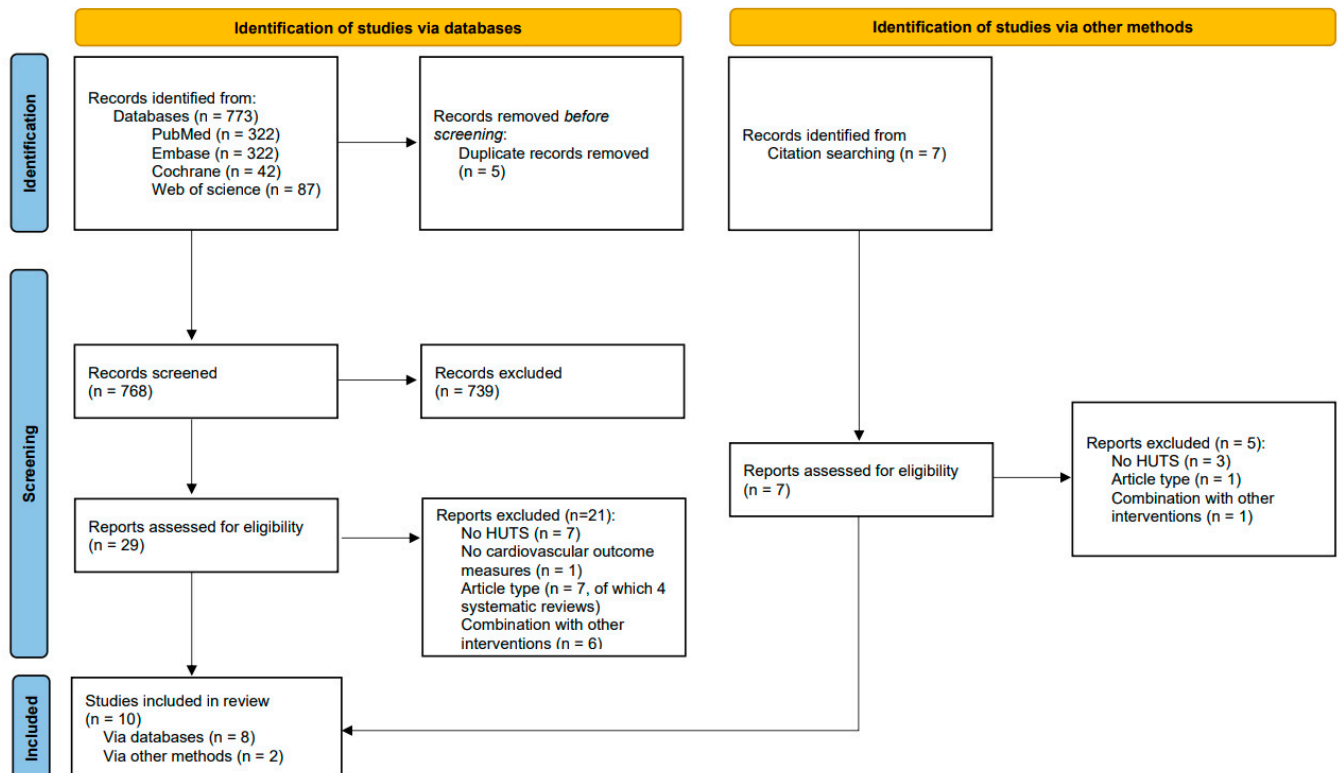 Identification of studies via databases
Identification of studies via other methods
Identification
Records identified from:
Databases (n = 773)
PubMed (n = 322)
Embase (n = 322)
Cochrane (n = 42)
Web of science (n = 87)
Records removed before
screening:
Duplicate records removed
(n = 5)
Records identified from
Citation searching (n = 7)
Screening
Records screened
(n = 768)
Records excluded
(n = 739)
Reports assessed for eligibility
(n = 29)
Reports excluded (n=21):
No HUTS (n = 7)
No cardiovascular outcome
measures (n = 1)
Article type (n = 7, of which 4
systematic reviews)
Combination with other
interventions (n = 6)
Reports assessed for eligibility
(n = 7)
Reports excluded (n = 5):
No HUTS (n = 3)
Article type (n = 1)
Combination with other
interventions (n = 1)
Included
Studies included in review
(n = 10)
Via databases (n = 8)
Via other methods (n = 2)